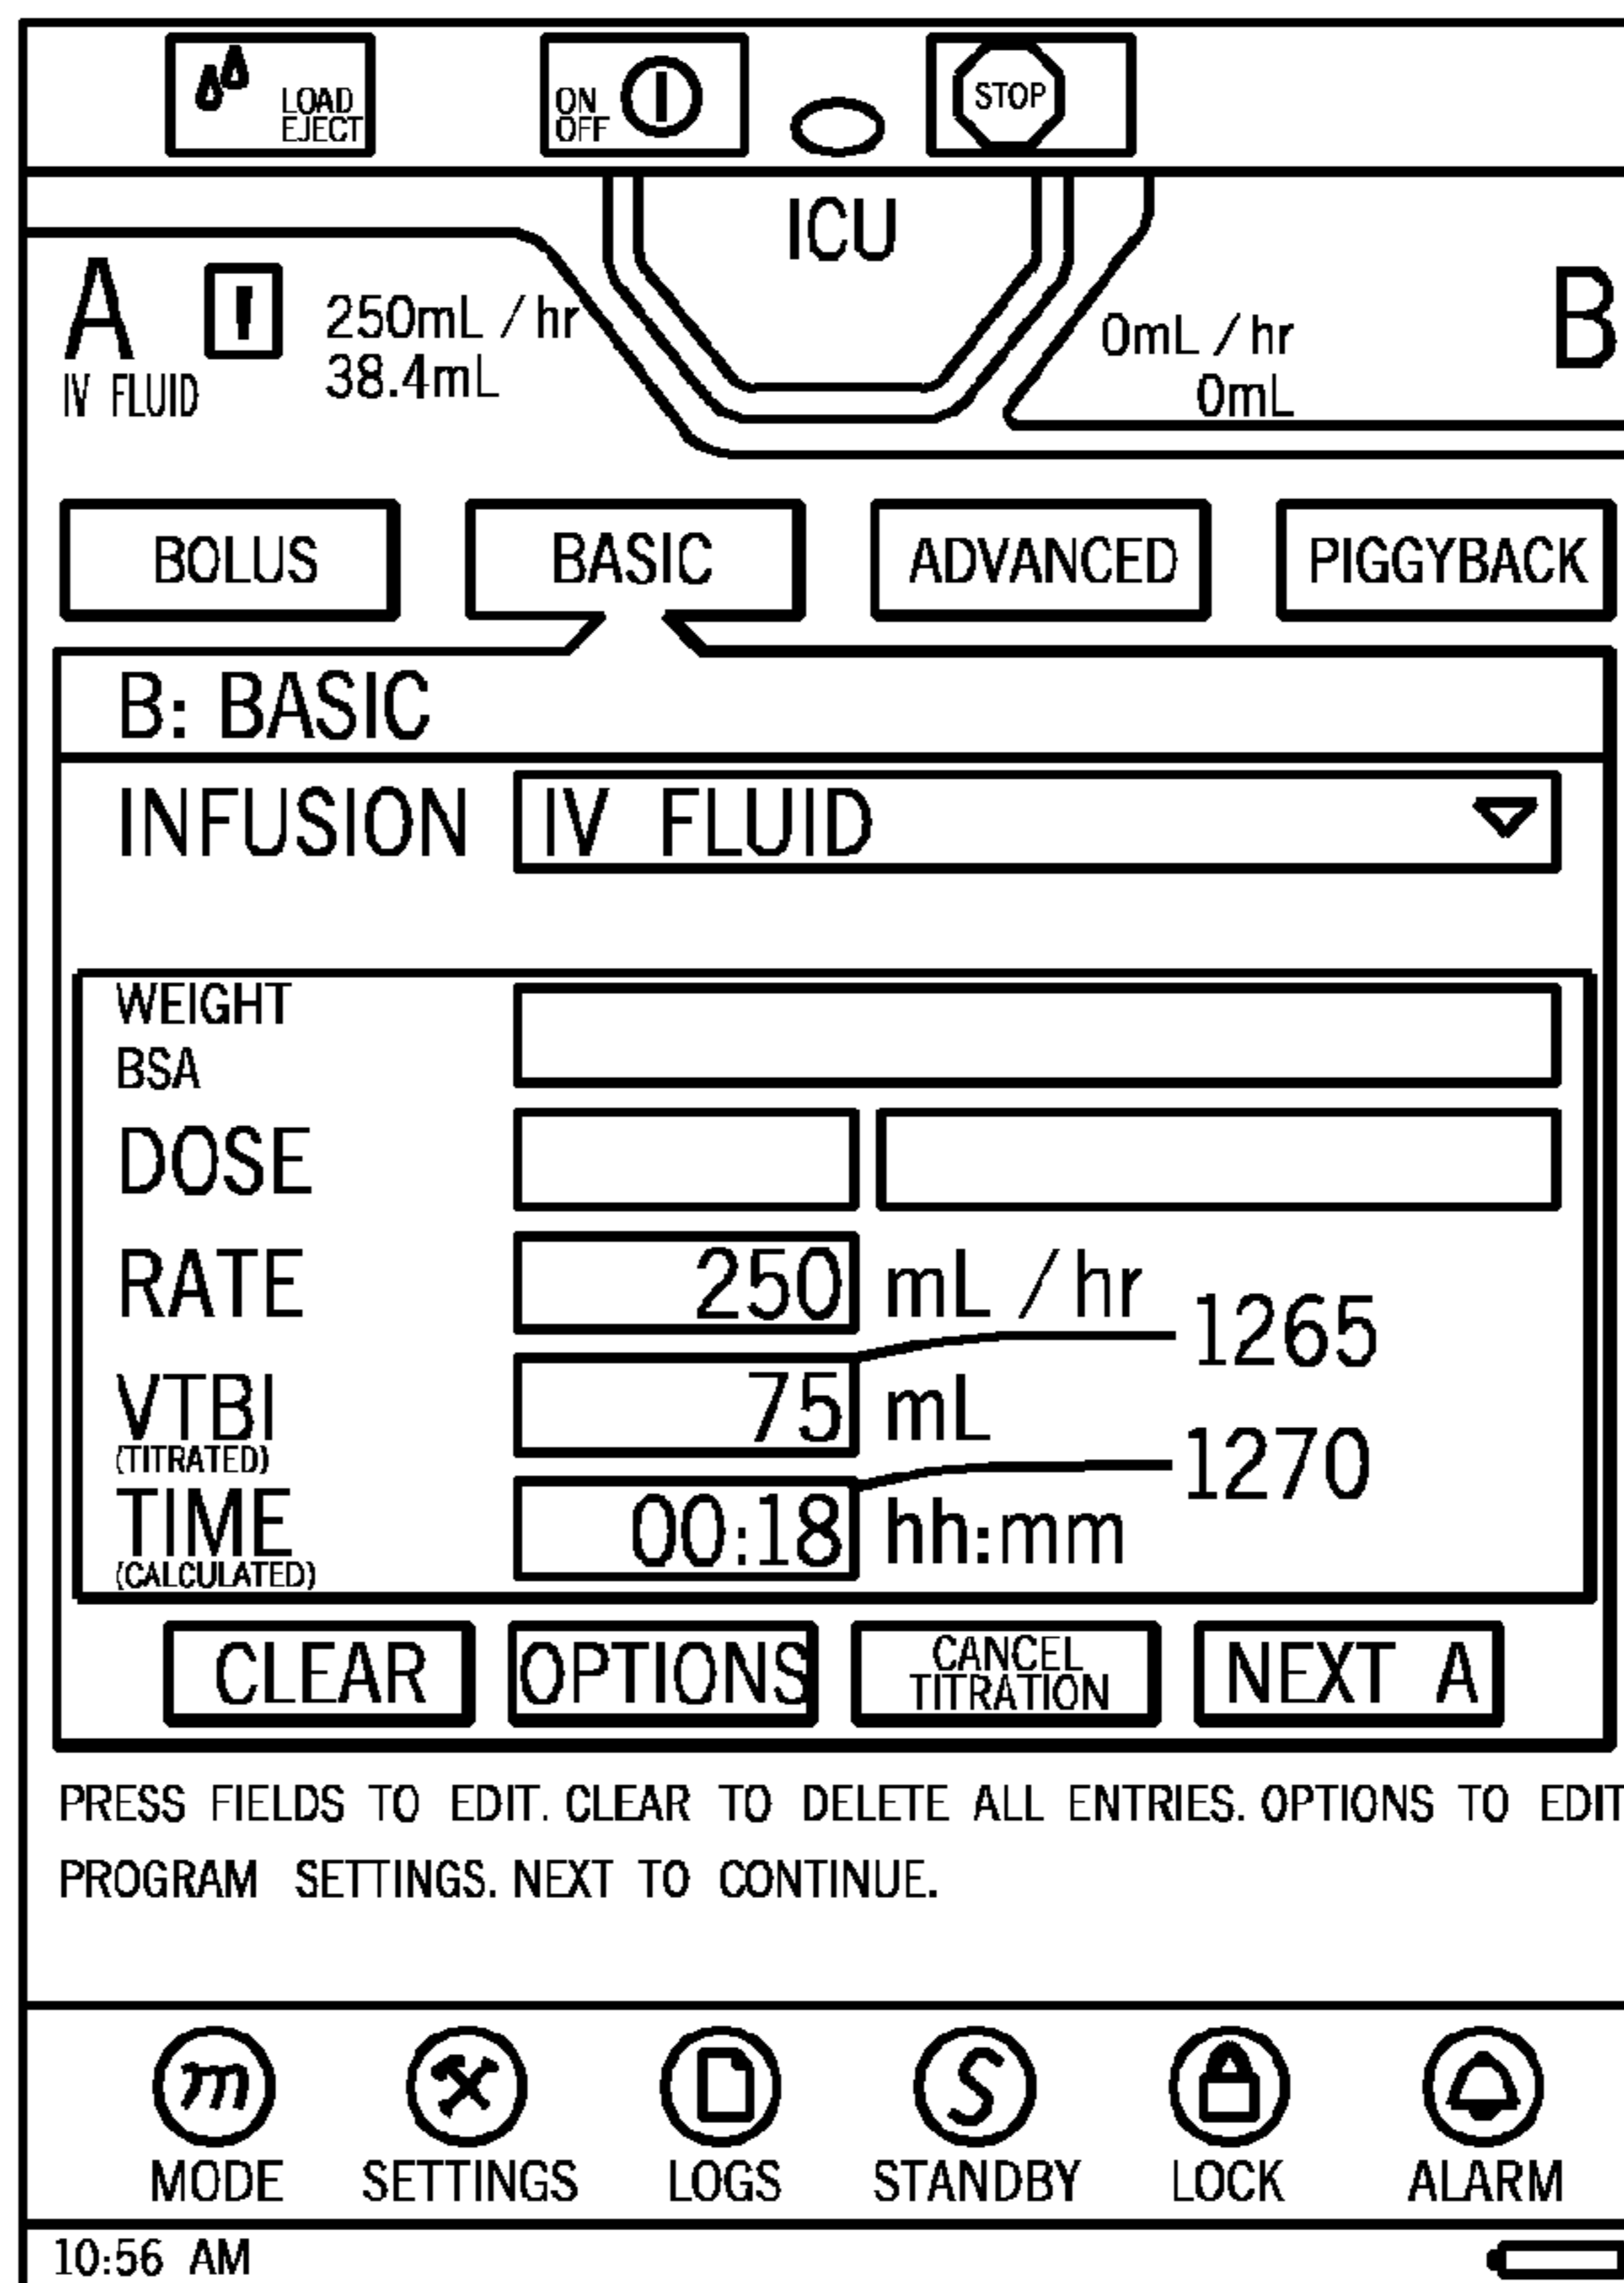 LOAD
EJECT
ON
OFF
STOP
ICU
A
250mL / hr
38.4mL
IV FLUID
0mL / hr
0mL
B
BOLUS
BASIC
ADVANCED
PIGGYBACK
B: BASIC
INFUSION IV FLUID
WEIGHT
BSA
DOSE
RATE 250 mL / hr
1265
VTBI 75 mL
(TITRATED)
1270
TIME 00:18 hh:mm
(CALCULATED)
CLEAR
OPTIONS
CANCEL
TITRATION
NEXT A
PRESS FIELDS TO EDIT. CLEAR TO DELETE ALL ENTRIES. OPTIONS TO EDIT
PROGRAM SETTINGS. NEXT TO CONTINUE.
m
S
MODE SETTINGS LOGS STANDBY LOCK ALARM
10:56 AM